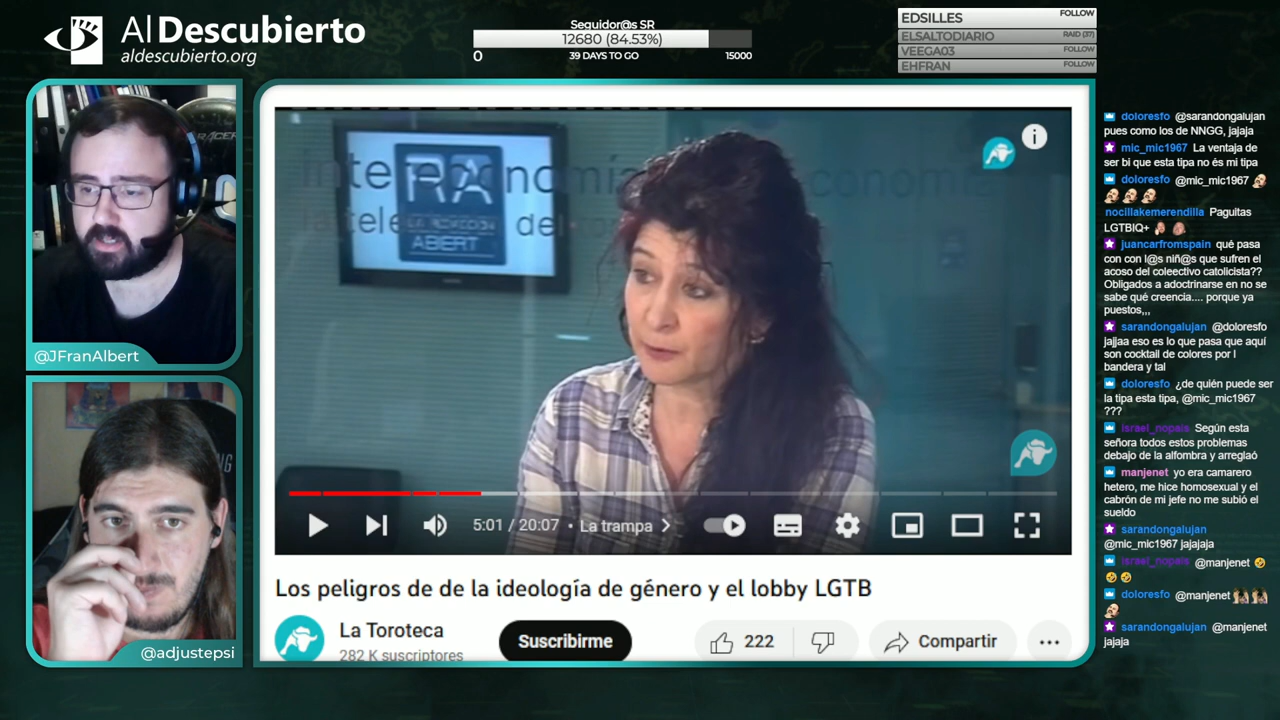 Al Descubierto
aldescubierto.org
Seguidor@s SR
12680 (84.53%)
0
39 DAYS TO GO
15000
EDSILLES FOLLOW
ELSALTODIARIO RAID (37)
VEEGA03 FOLLOW
EHFRAN FOLLOW
RA
ABERT
del
5:01 / 20:07 • La trampa
Los peligros de de la ideología de género y el lobby LGTB
La Toroteca
282 K suscriptores
Suscribirme
222
Compartir
@JFranAlbert
@adjustepsi
doloresfo @sarandongalujan
pues como los de NNGG, jajaja
mic_mic1967 La ventaja de
ser bi que esta tipa no és mi tipa
doloresfo @mic_mic1967
nocillakemerendilla Paguitas
LGTBIQ+
juancarfromspain qué pasa
con con l@s niñ@s que sufren el
acoso del coleectivo catolicista??
Obligados a adoctrinarse en no se
sabe qué creencia.... porque ya
puestos,,,
sarandongalujan @doloresfo
jajjaa eso es lo que pasa que aquí
son cocktail de colores por l
bandera y tal
doloresfo ¿de quién puede ser
la tipa esta tipa, @mic_mic1967
???
israel_nopais Según esta
señora todos estos problemas
debajo de la alfombra y arreglaó
manjenet yo era camarero
hetero, me hice homosexual y el
cabrón de mi jefe no me subió el
sueldo
sarandongalujan
@mic_mic1967 jajajaja
israel_nopais @manjenet
doloresfo @manjenet
sarandongalujan @manjenet
jajaja